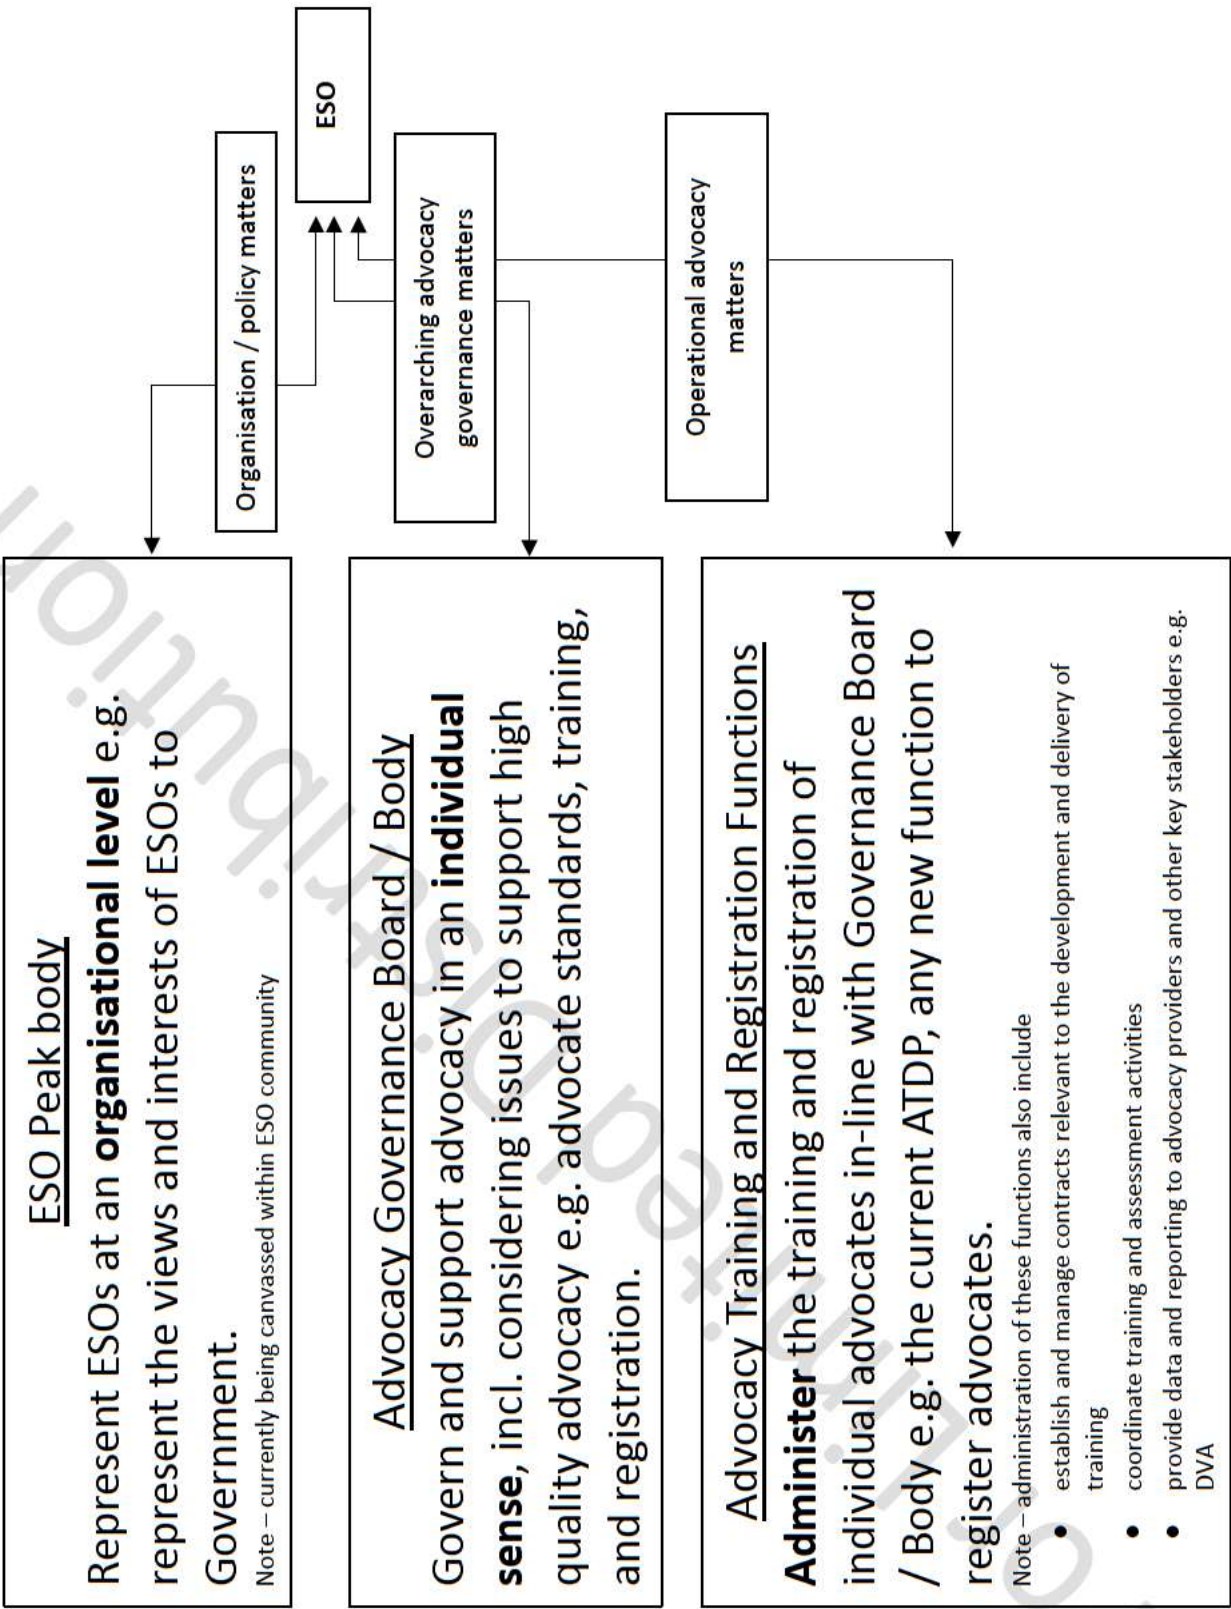 ESO Peak body
Represent ESOs at an organisational level e.g.
represent the views and interests of ESOs to
Government.
Note – currently being canvassed within ESO community
Advocacy Governance Board / Body
Govern and support advocacy in an individual
sense, incl. considering issues to support high
quality advocacy e.g. advocate standards, training,
and registration.
Advocacy Training and Registration Functions
Administer the training and registration of
individual advocates in-line with Governance Board
/ Body e.g. the current ATDP, any new function to
register advocates.
Note – administration of these functions also include
• establish and manage contracts relevant to the development and delivery of
training
• coordinate training and assessment activities
• provide data and reporting to advocacy providers and other key stakeholders e.g.
DVA
Organisation / policy matters
Overarching advocacy
governance matters
Operational advocacy
matters
ESO
or Limited Distribution